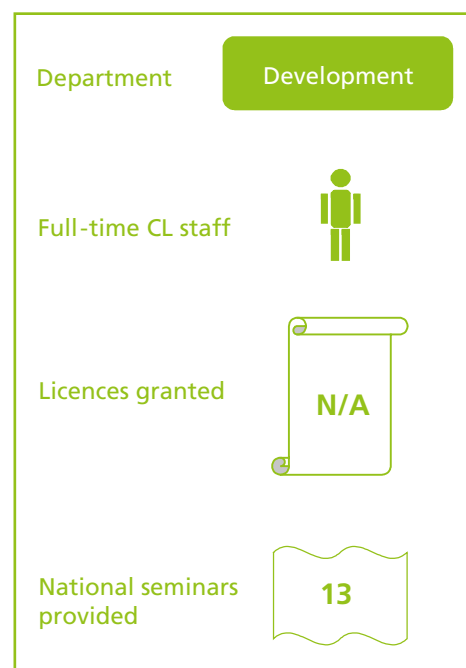 Department Development
Full-time CL staff
Licences granted N/A
National seminars
provided 13